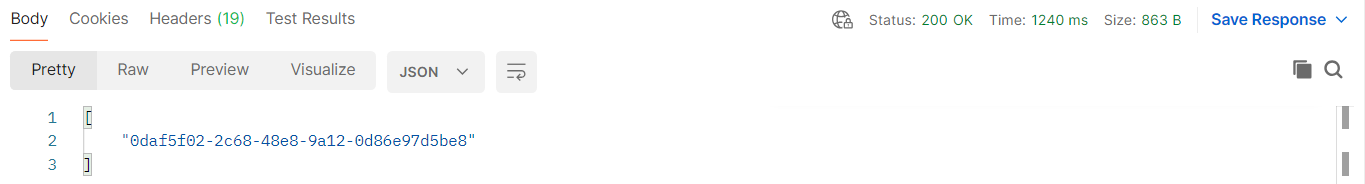 Body Cookies Headers (19) Test Results Status: 200 OK Time: 1240 ms Size: 863 B Save Response
Pretty Raw Preview Visualize JSON
1 [
2 "0daf5f02-2c68-48e8-9a12-0d86e97d5be8"
3 ]